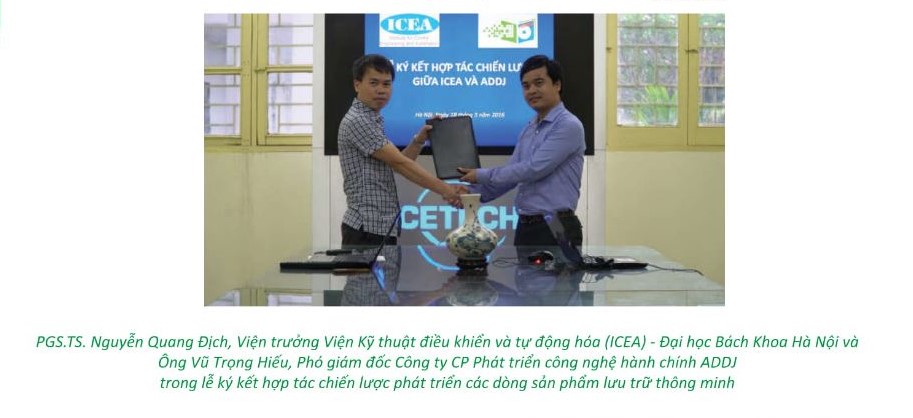 ICEA
KÝ KẾT HỢP TÁC CHIẾN LƯ
GIỮA ICEA VÀ ADDJ
CETECH
PGS.TS. Nguyễn Quang Địch, Viện trưởng Viện Kỹ thuật điều khiển và tự động hóa (ICEA) - Đại học Bách Khoa Hà Nội và
Ông Vũ Trọng Hiếu, Phó giám đốc Công ty CP Phát triển công nghệ hành chính ADDJ
trong lễ ký kết hợp tác chiến lược phát triển các dòng sản phẩm lưu trữ thông minh